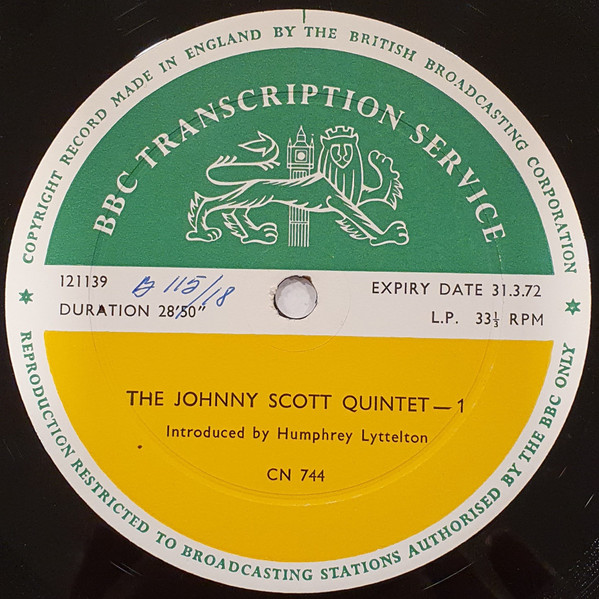 COPYRIGHT RECORD MADE IN ENGLAND BY THE BRITISH BROADCASTING CORPORATION
BBC TRANSCRIPTION SERVICE
121139
B 115/18
EXPIRY DATE 31.3.72
DURATION 28'50"
L.P. 33⅓ RPM
THE JOHNNY SCOTT QUINTET — 1
Introduced by Humphrey Lyttelton
CN 744
REPRODUCTION RESTRICTED TO BROADCASTING STATIONS AUTHORISED BY THE BBC ONLY